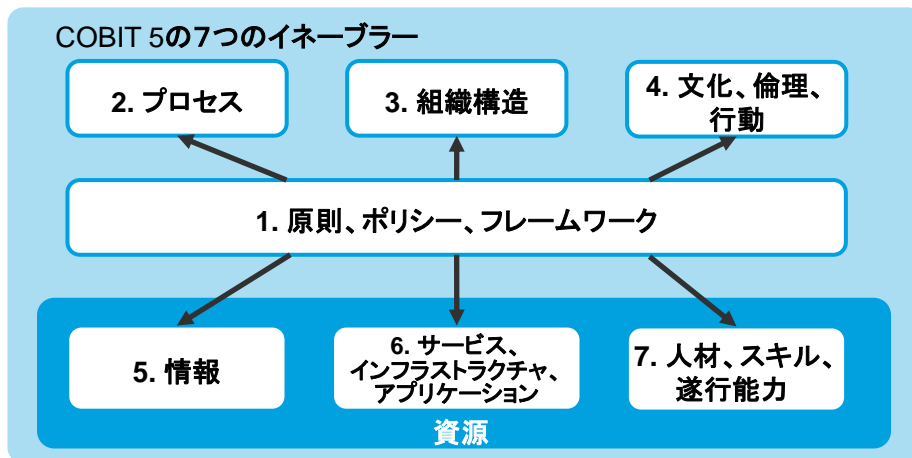 COBIT 5の7つのイネーブラー
2. プロセス
3. 組織構造
4. 文化、倫理、
行動
1. 原則、ポリシー、フレームワーク
5. 情報
6. サービス、
インフラストラクチャ、
アプリケーション
7. 人材、スキル、
遂行能力
資源